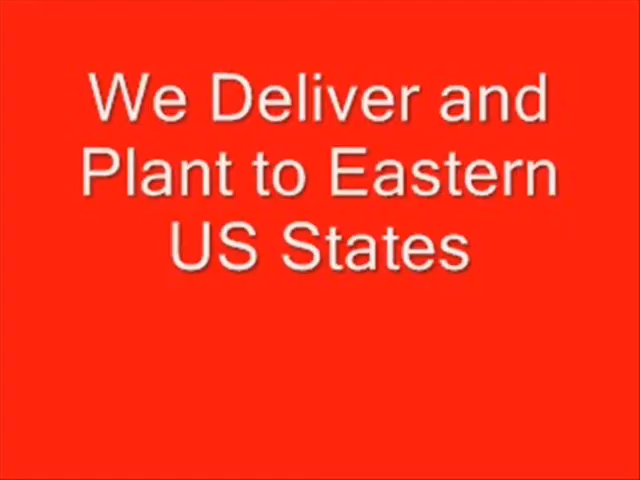 We Deliver and
Plant to Eastern
US States